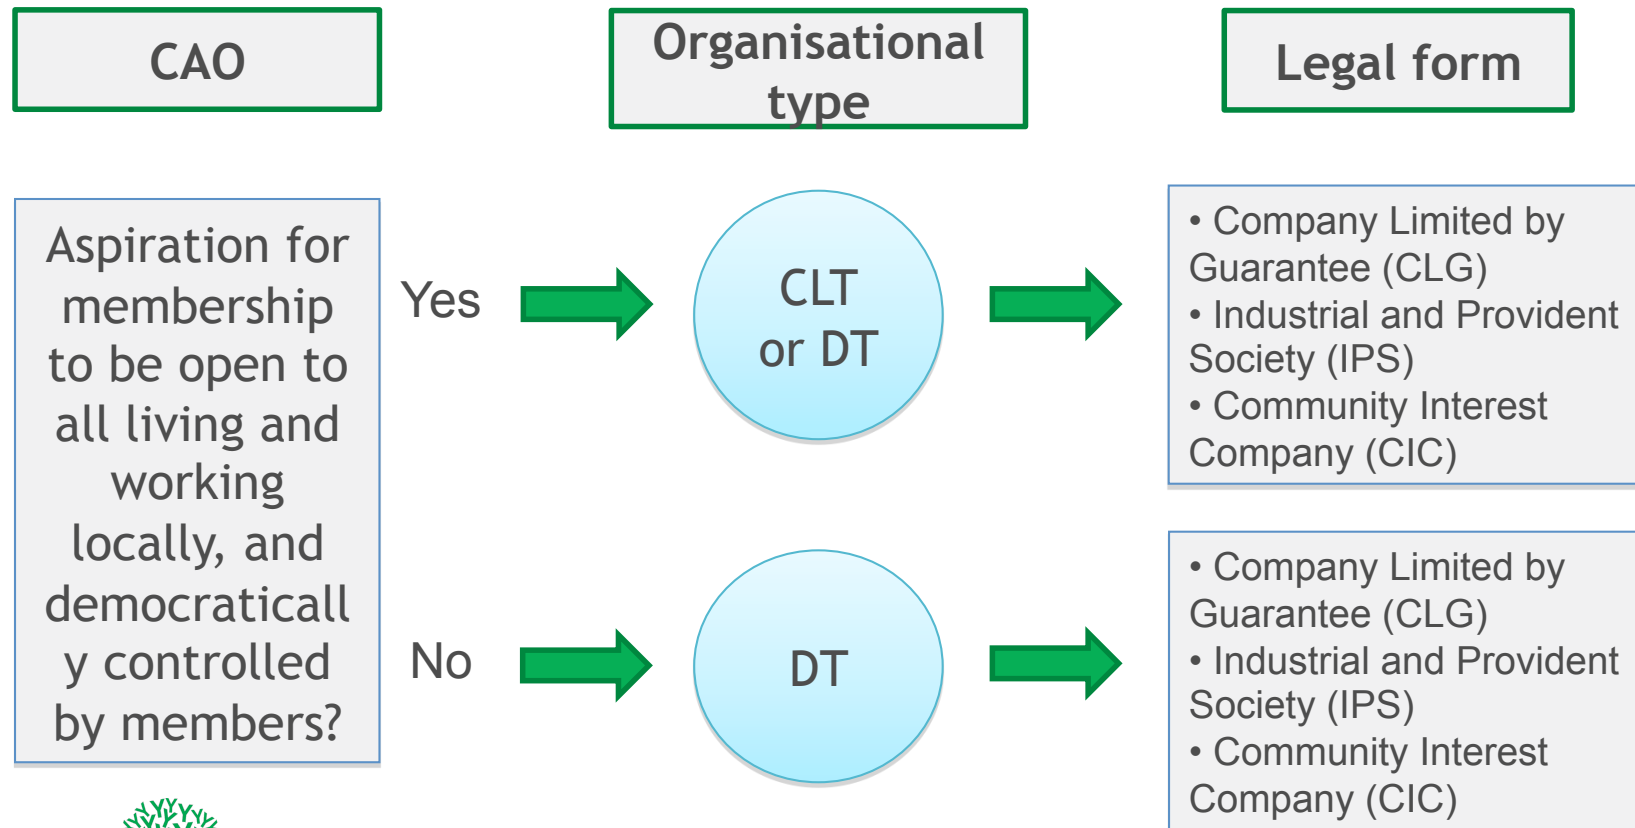 CAO
Organisational
type
Legal form
Aspiration for
membership
to be open to
all living and
working
locally, and
democraticall
y controlled
by members?
Yes
CLT
or DT
• Company Limited by
Guarantee (CLG)
• Industrial and Provident
Society (IPS)
• Community Interest
Company (CIC)
No
DT
• Company Limited by
Guarantee (CLG)
• Industrial and Provident
Society (IPS)
• Community Interest
Company (CIC)